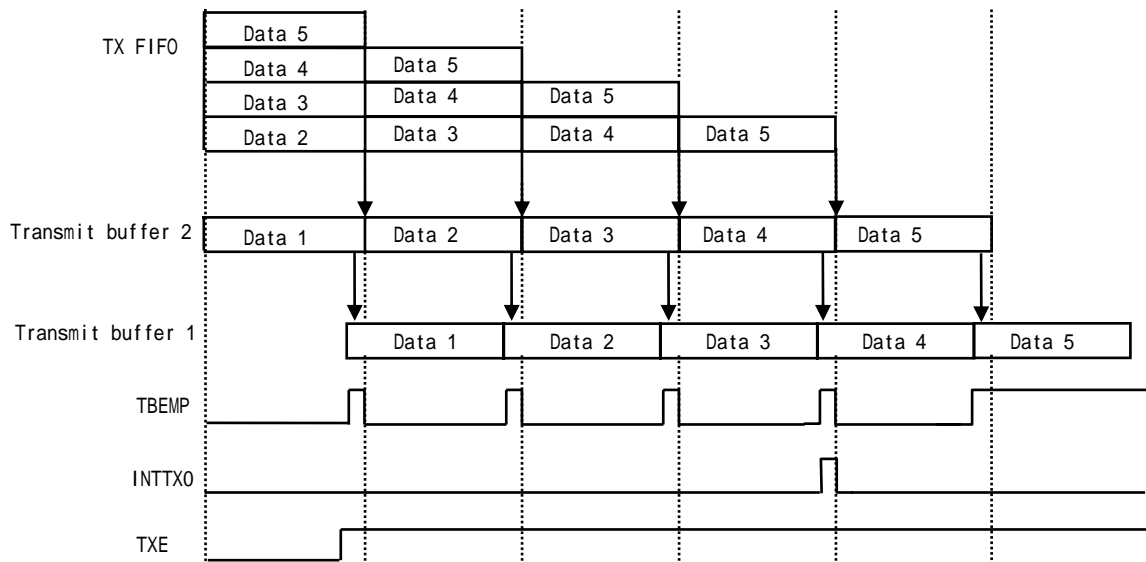 Data 5
TX FIFO
Data 4 Data 5
Data 3 Data 4 Data 5
Data 2 Data 3 Data 4 Data 5
Transmit buffer 2 Data 1 Data 2 Data 3 Data 4 Data 5
Transmit buffer 1 Data 1 Data 2 Data 3 Data 4 Data 5
TBEMP
INTTX0
TXE